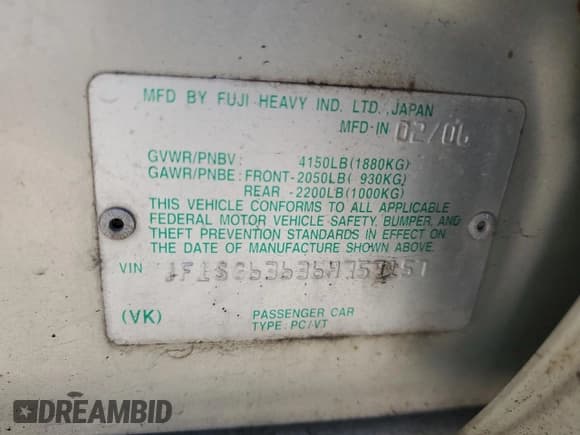 MFD BY FUJI HEAVY IND. LTD., JAPAN
MFD-IN 02/06
GVWR/PNBV: 4150LB(1880KG)
GAWR/PNBE: FRONT-2050LB( 930KG)
REAR -2200LB(1000KG)
THIS VEHICLE CONFORMS TO ALL APPLICABLE
FEDERAL MOTOR VEHICLE SAFETY, BUMPER, AND
THEFT PREVENTION STANDARDS IN EFFECT ON
THE DATE OF MANUFACTURE SHOWN ABOVE.
VIN
(VK) PASSENGER CAR
TYPE: PC/VT
DREAMBID